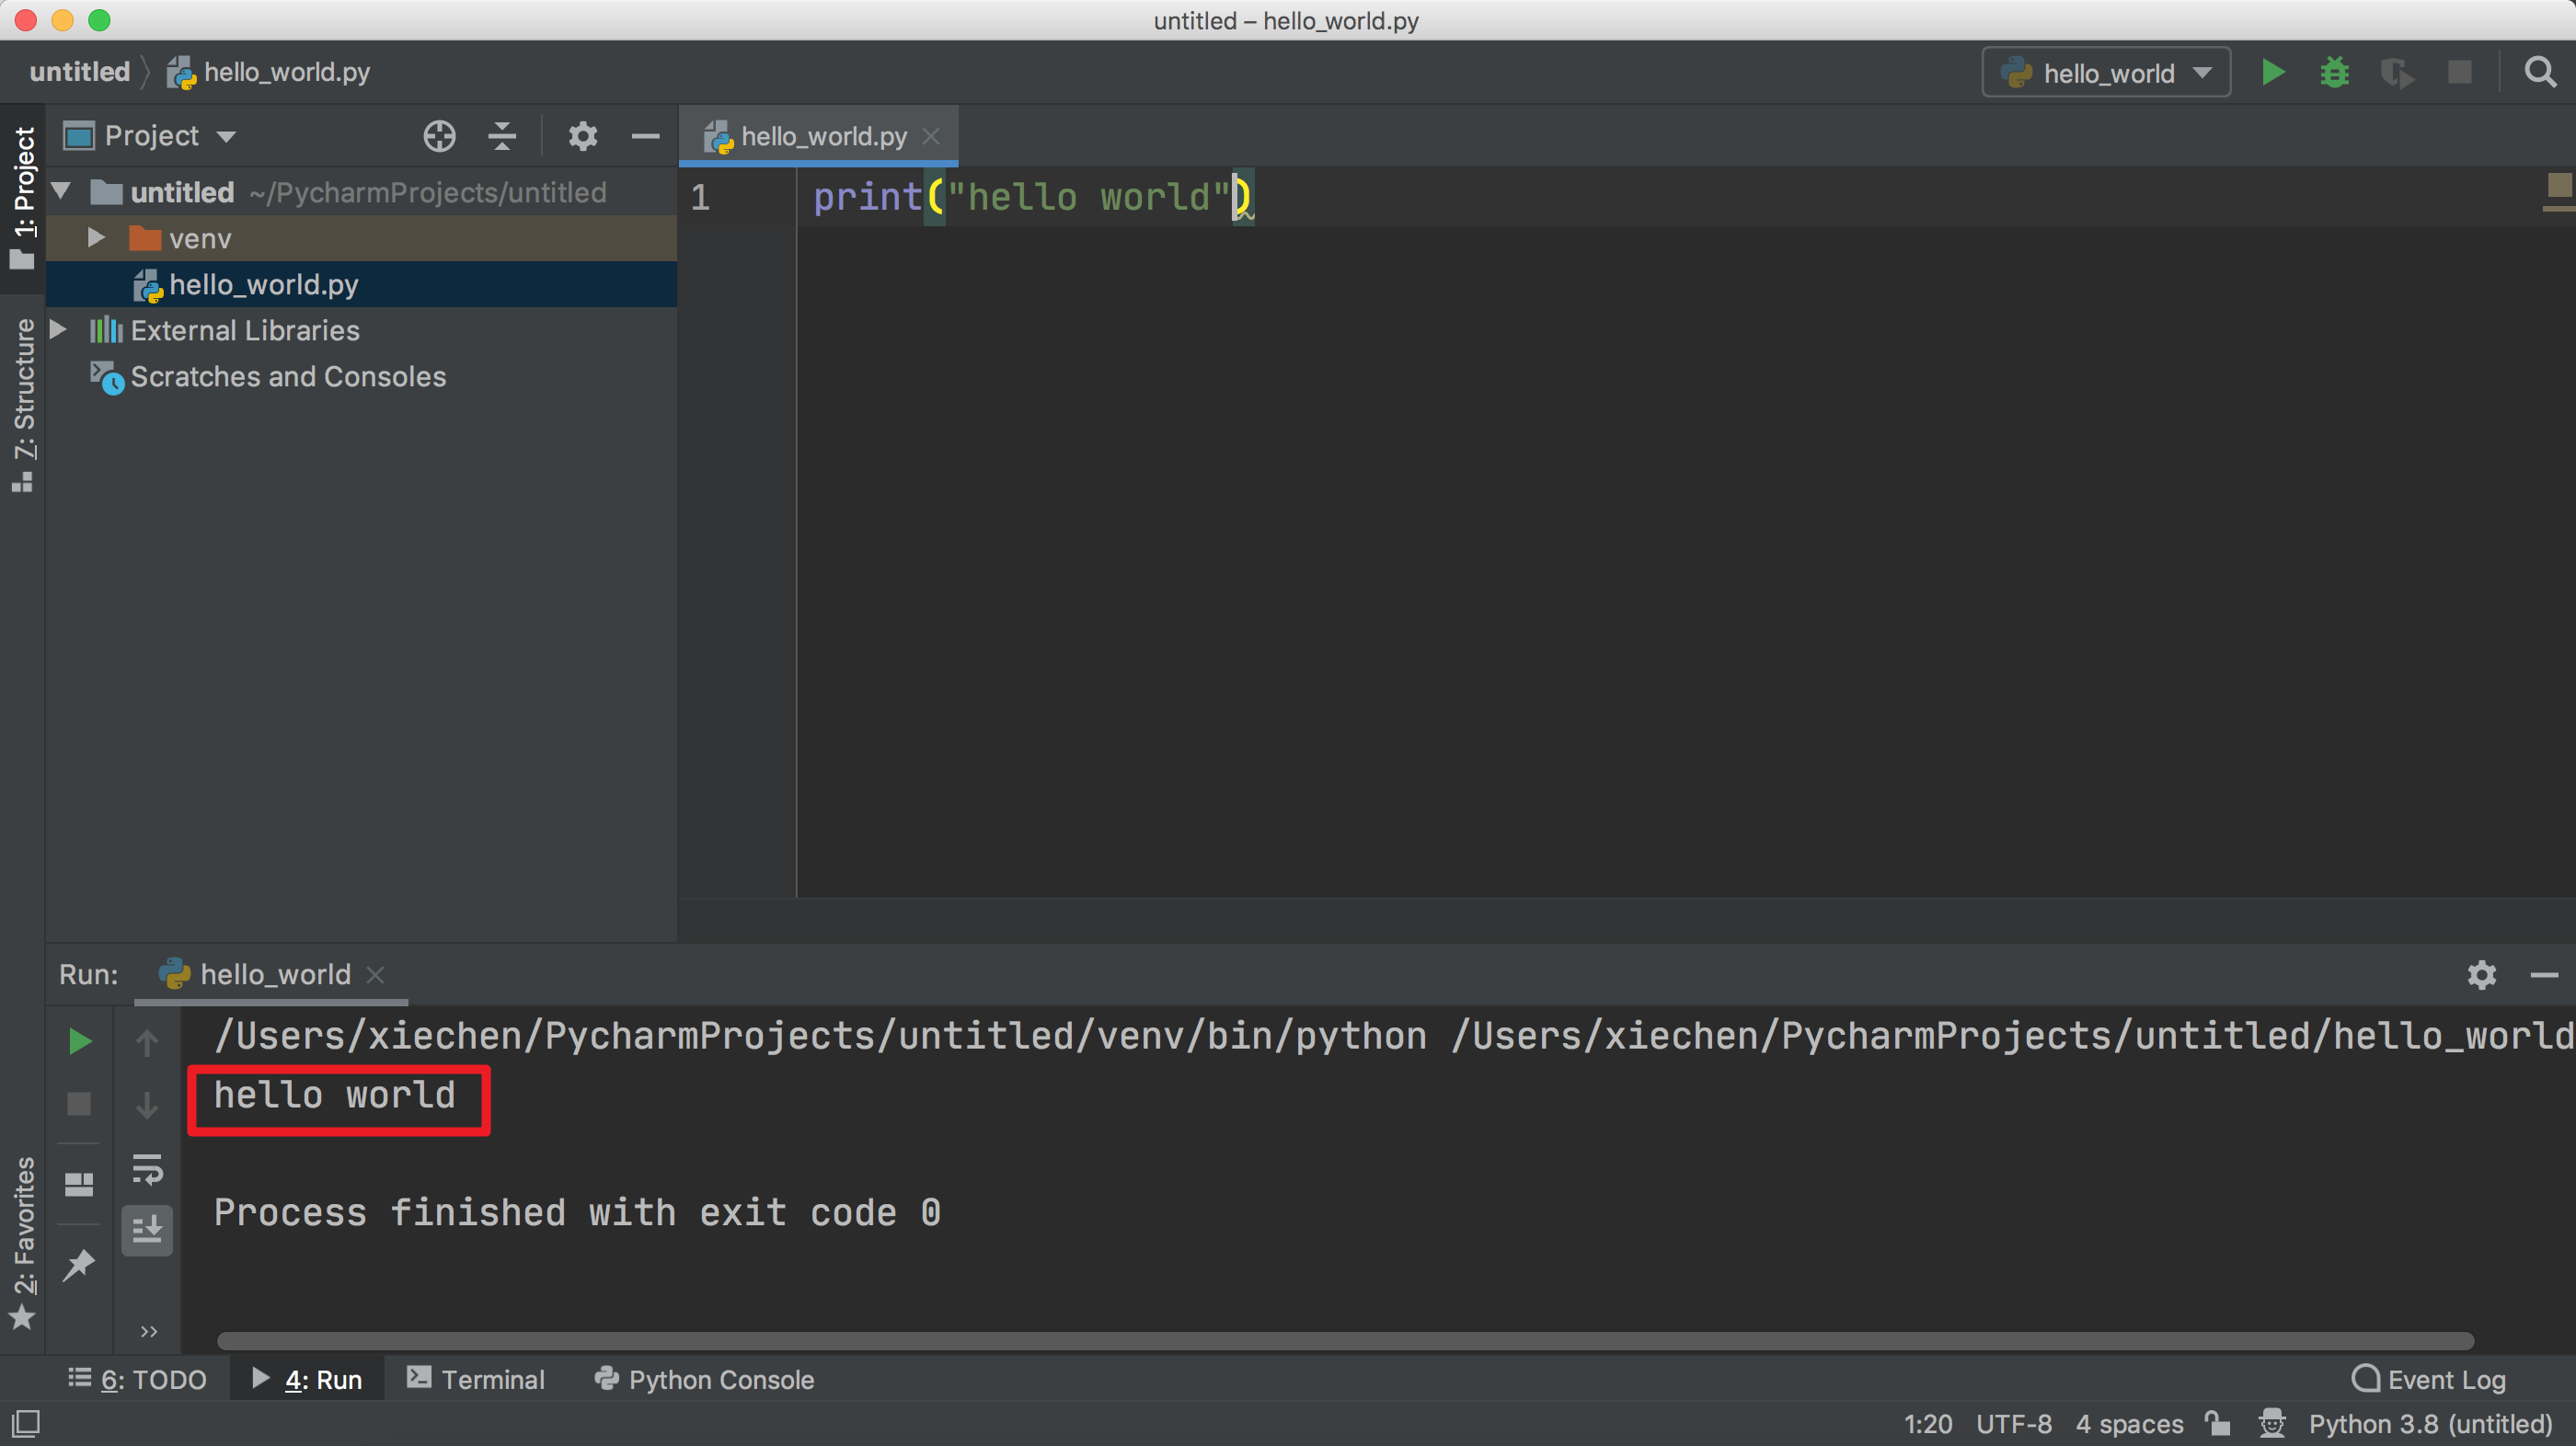 untitled – hello_world.py
untitled hello_world.py
hello_world
1: Project
Project
hello_world.py
untitled ~/PycharmProjects/untitled
venv
hello_world.py
External Libraries
Scratches and Consoles
7: Structure
1 print("hello world")
Run: hello_world
/Users/xiechen/PycharmProjects/untitled/venv/bin/python /Users/xiechen/PycharmProjects/untitled/hello_world
hello world
Process finished with exit code 0
2: Favorites
6: TODO 4: Run Terminal Python Console Event Log
1:20 UTF-8 4 spaces Python 3.8 (untitled)